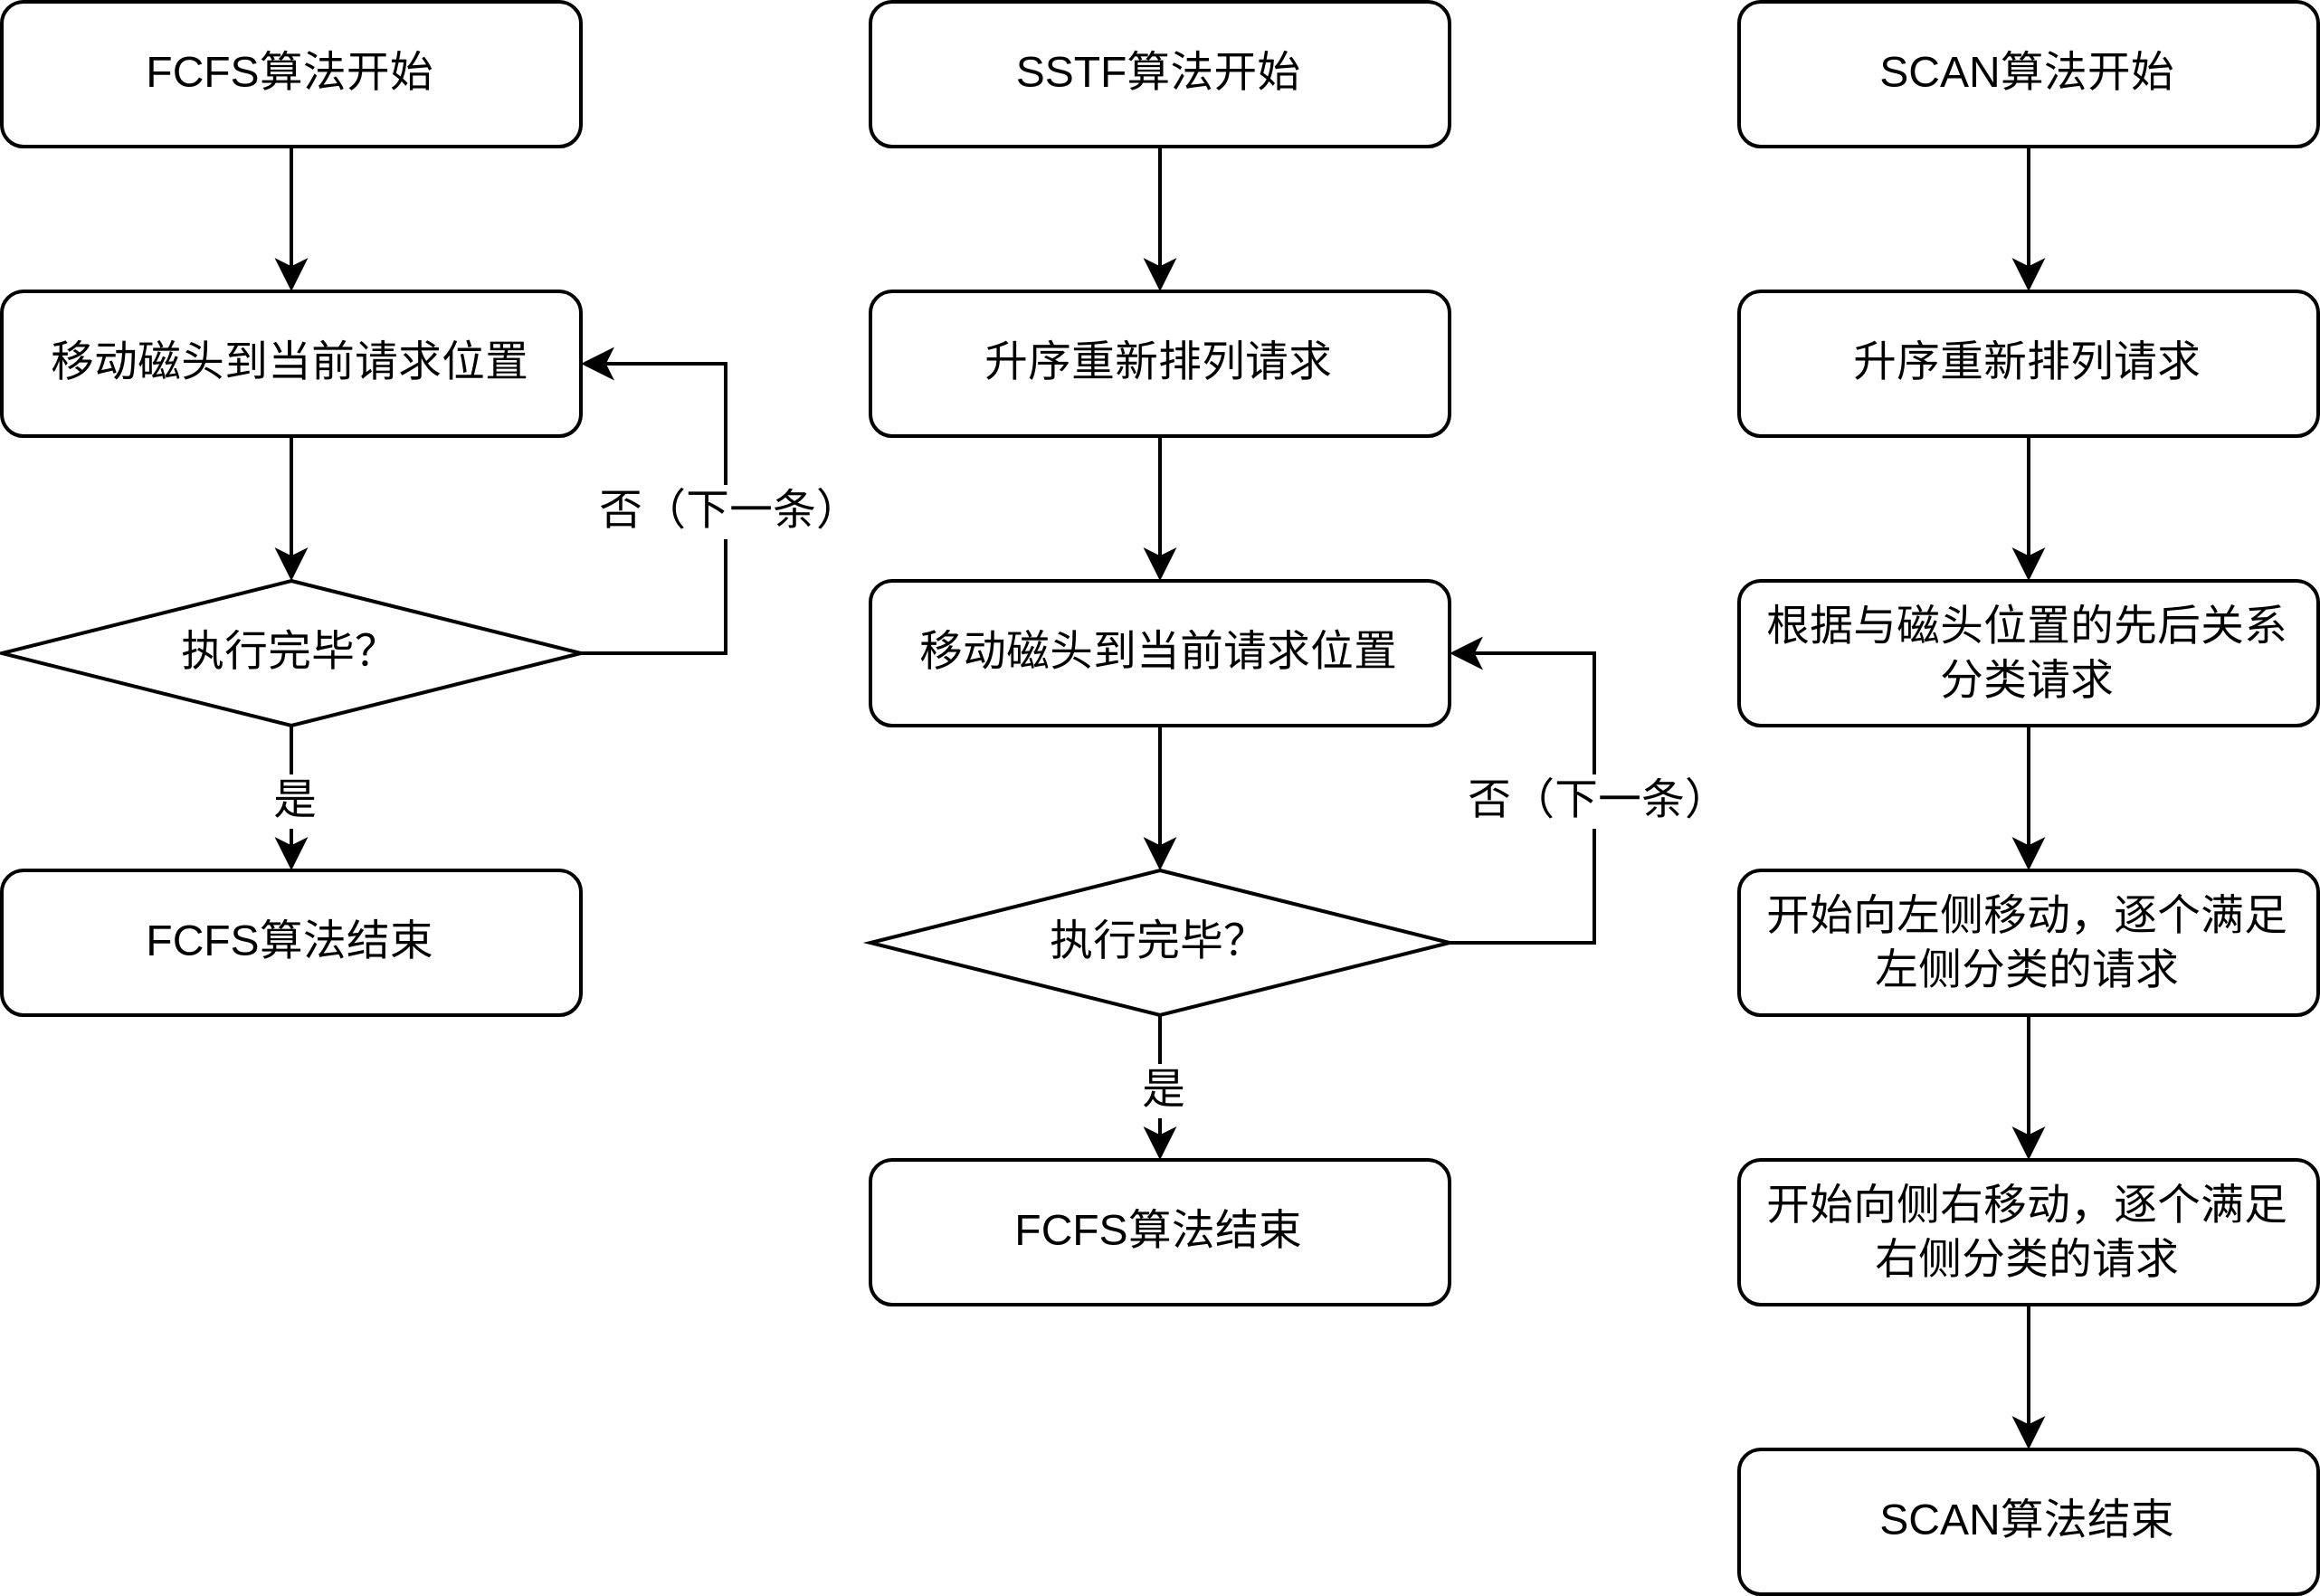 FCFS算法开始
移动磁头到当前请求位置
否（下一条）
执行完毕？
是
FCFS算法结束
SSTF算法开始
升序重新排列请求
移动磁头到当前请求位置
否（下一条）
执行完毕？
是
FCFS算法结束
SCAN算法开始
升序重新排列请求
根据与磁头位置的先后关系
分类请求
开始向左侧移动，逐个满足
左侧分类的请求
开始向侧右移动，逐个满足
右侧分类的请求
SCAN算法结束